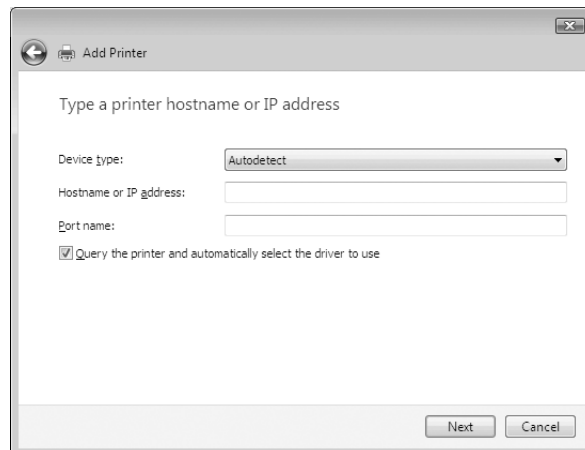 Add Printer
Type a printer hostname or IP address
Device type: Autodetect
Hostname or IP address:
Port name:
Query the printer and automatically select the driver to use
Next Cancel